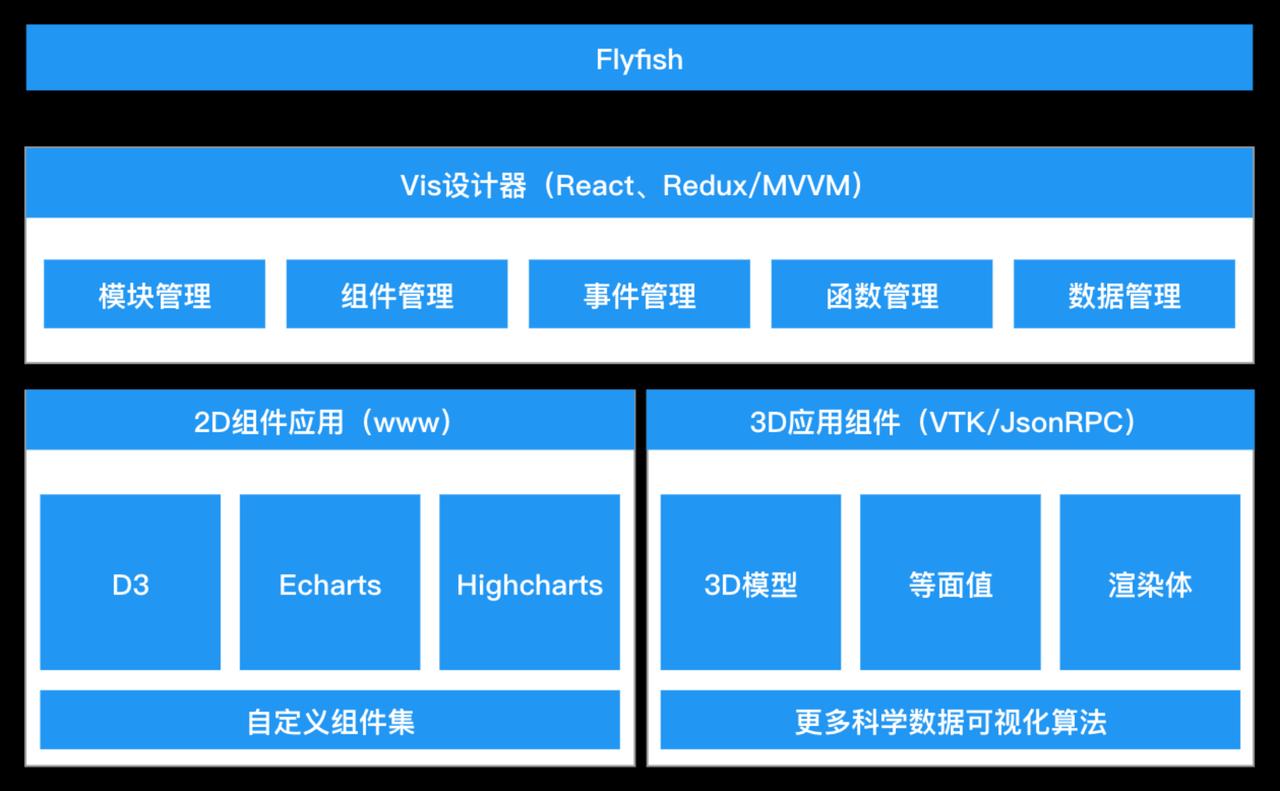 Flyfish
Vis设计器（React、Redux/MVVM）
模块管理
组件管理
事件管理
函数管理
数据管理
2D组件应用（www）
3D应用组件（VTK/JsonRPC）
D3
Echarts
Highcharts
3D模型
等面值
渲染体
自定义组件集
更多科学数据可视化算法